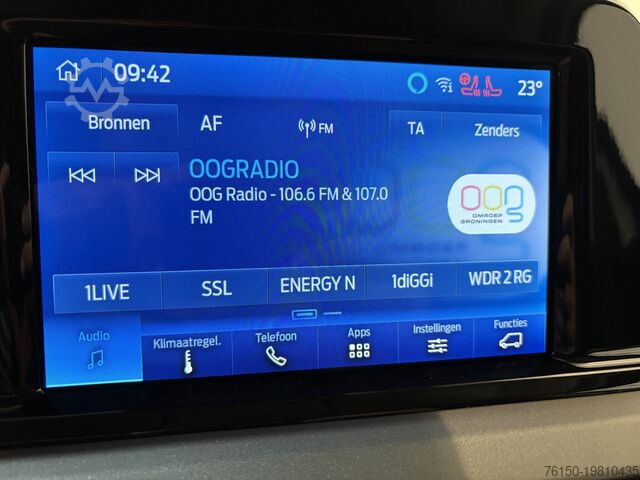 09:42
23°
Bronnen
AF
FM
TA
Zenders
OOGRADIO
OOG Radio - 106.6 FM & 107.0
FM
OOG
OMROEP
GRONINGEN
1LIVE
SSL
ENERGY N
1diGGi
WDR 2 RG
Audio
Klimaatregel.
Telefoon
Apps
Instellingen
Functies
76150-19810435